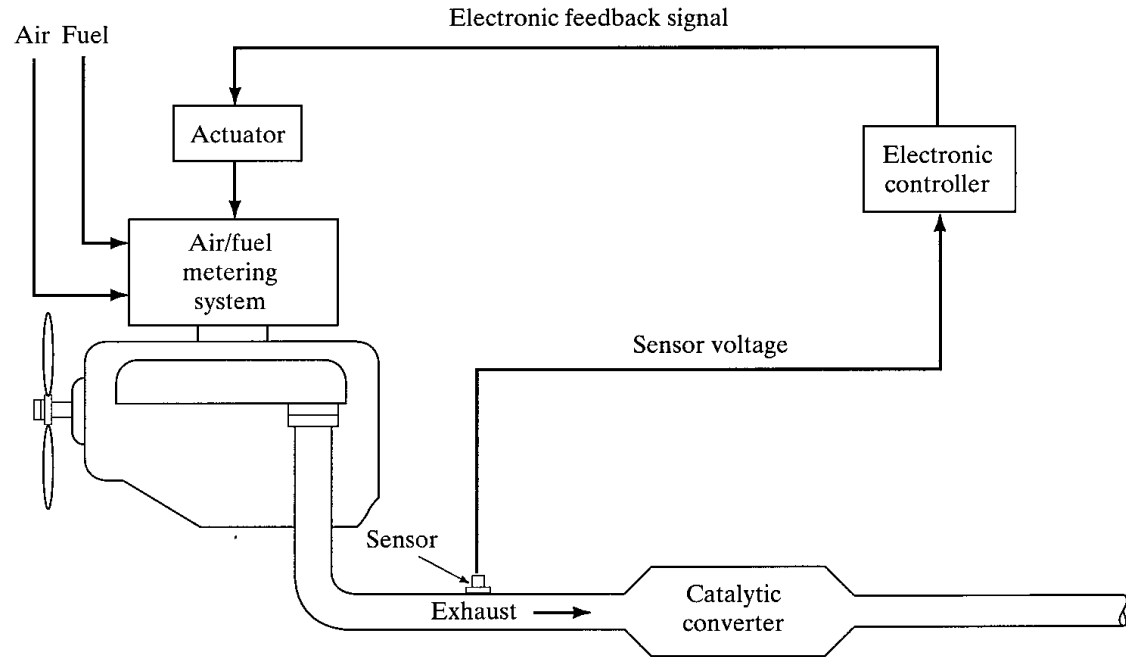 Electronic feedback signal
Air Fuel
Actuator
Electronic
controller
Air/fuel
metering
system
Sensor voltage
Sensor
Exhaust
Catalytic
converter